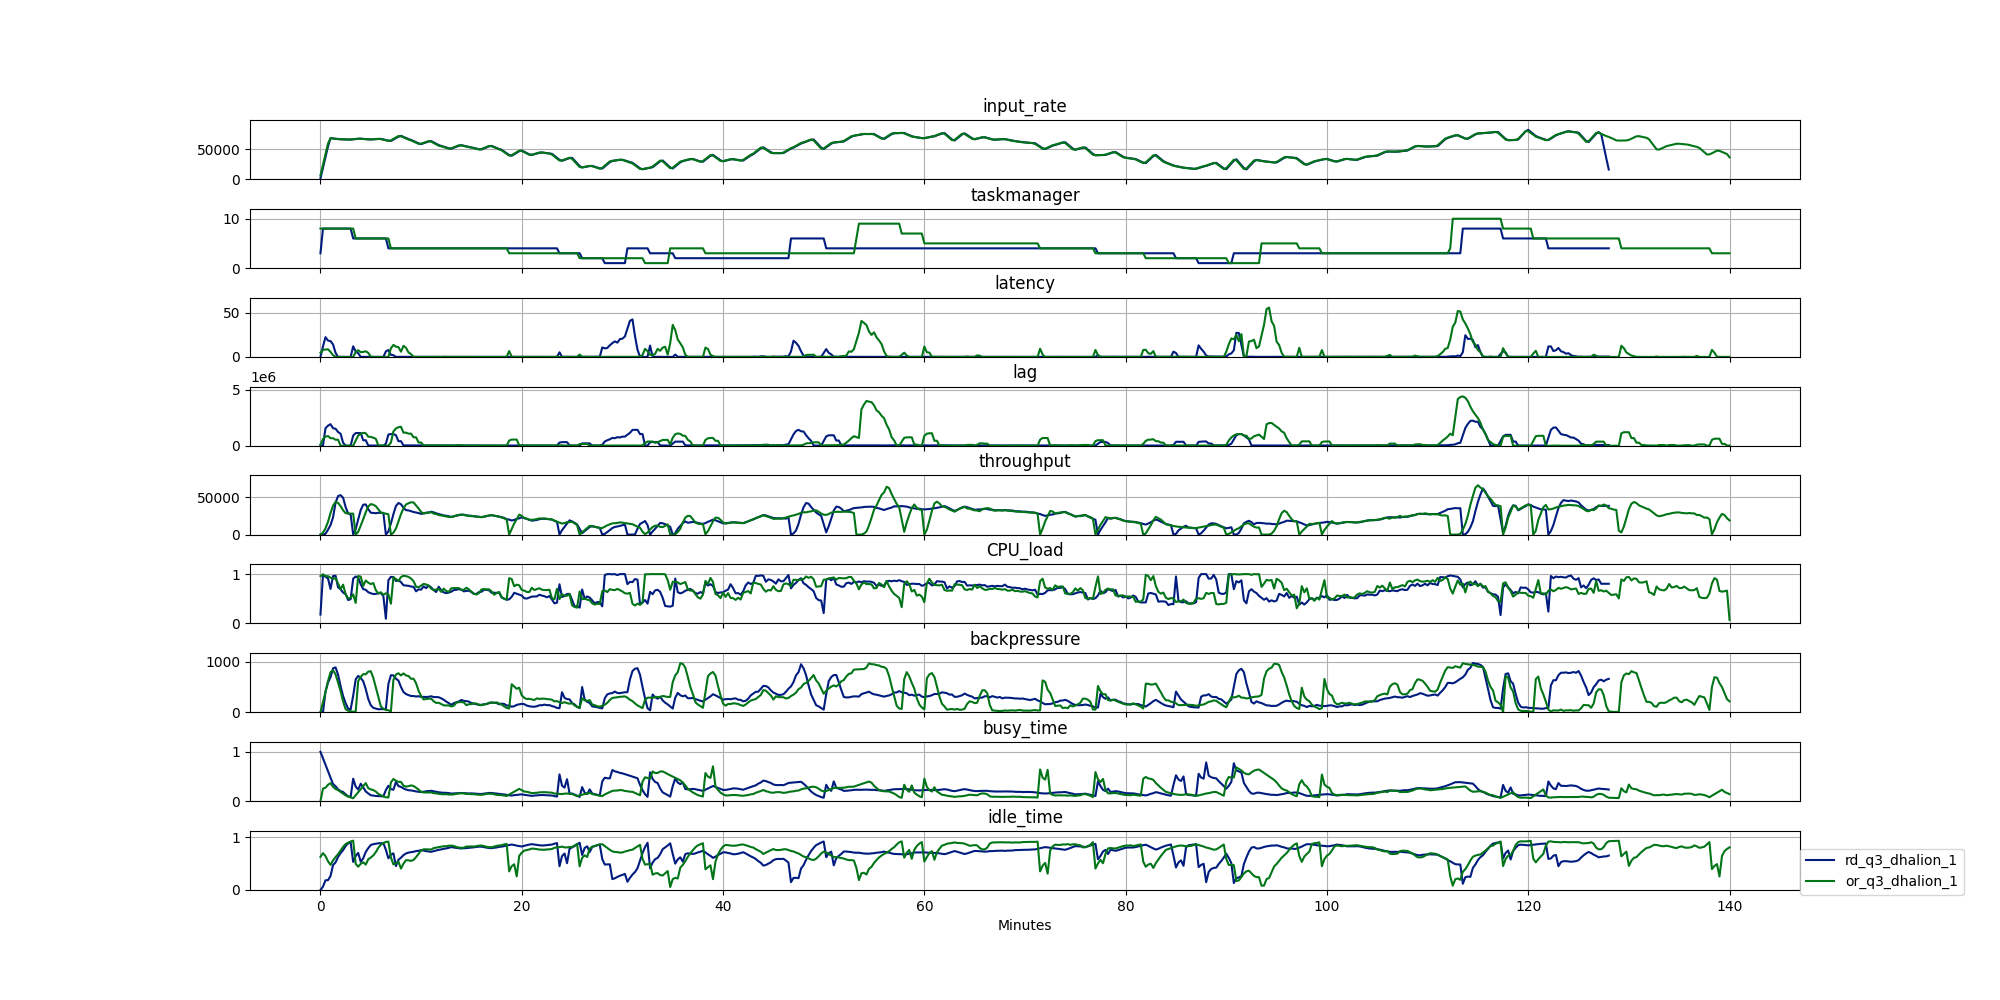 input_rate
50000
0
taskmanager
10
0
latency
50
0
1e6
lag
5
0
throughput
50000
0
CPU_load
1
0
backpressure
1000
0
busy_time
1
0
idle_time
1
0
0 20 40 60 80 100 120 140
Minutes
rd_q3_dhalion_1
or_q3_dhalion_1